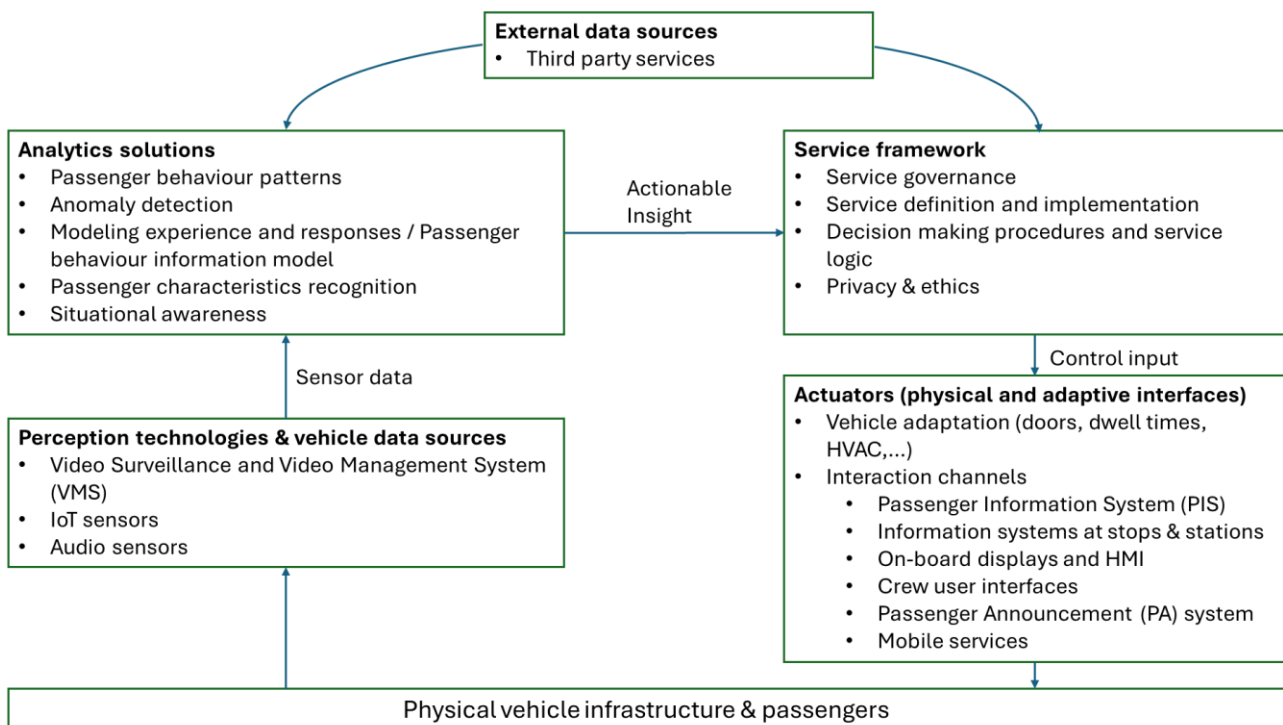 External data sources
• Third party services
Analytics solutions
• Passenger behaviour patterns
• Anomaly detection
• Modeling experience and responses / Passenger
behaviour information model
• Passenger characteristics recognition
• Situational awareness
Actionable
Insight
Service framework
• Service governance
• Service definition and implementation
• Decision making procedures and service
logic
• Privacy & ethics
Sensor data
Control input
Perception technologies & vehicle data sources
• Video Surveillance and Video Management System
(VMS)
• IoT sensors
• Audio sensors
Actuators (physical and adaptive interfaces)
• Vehicle adaptation (doors, dwell times,
HVAC,...)
• Interaction channels
• Passenger Information System (PIS)
• Information systems at stops & stations
• On-board displays and HMI
• Crew user interfaces
• Passenger Announcement (PA) system
• Mobile services
Physical vehicle infrastructure & passengers